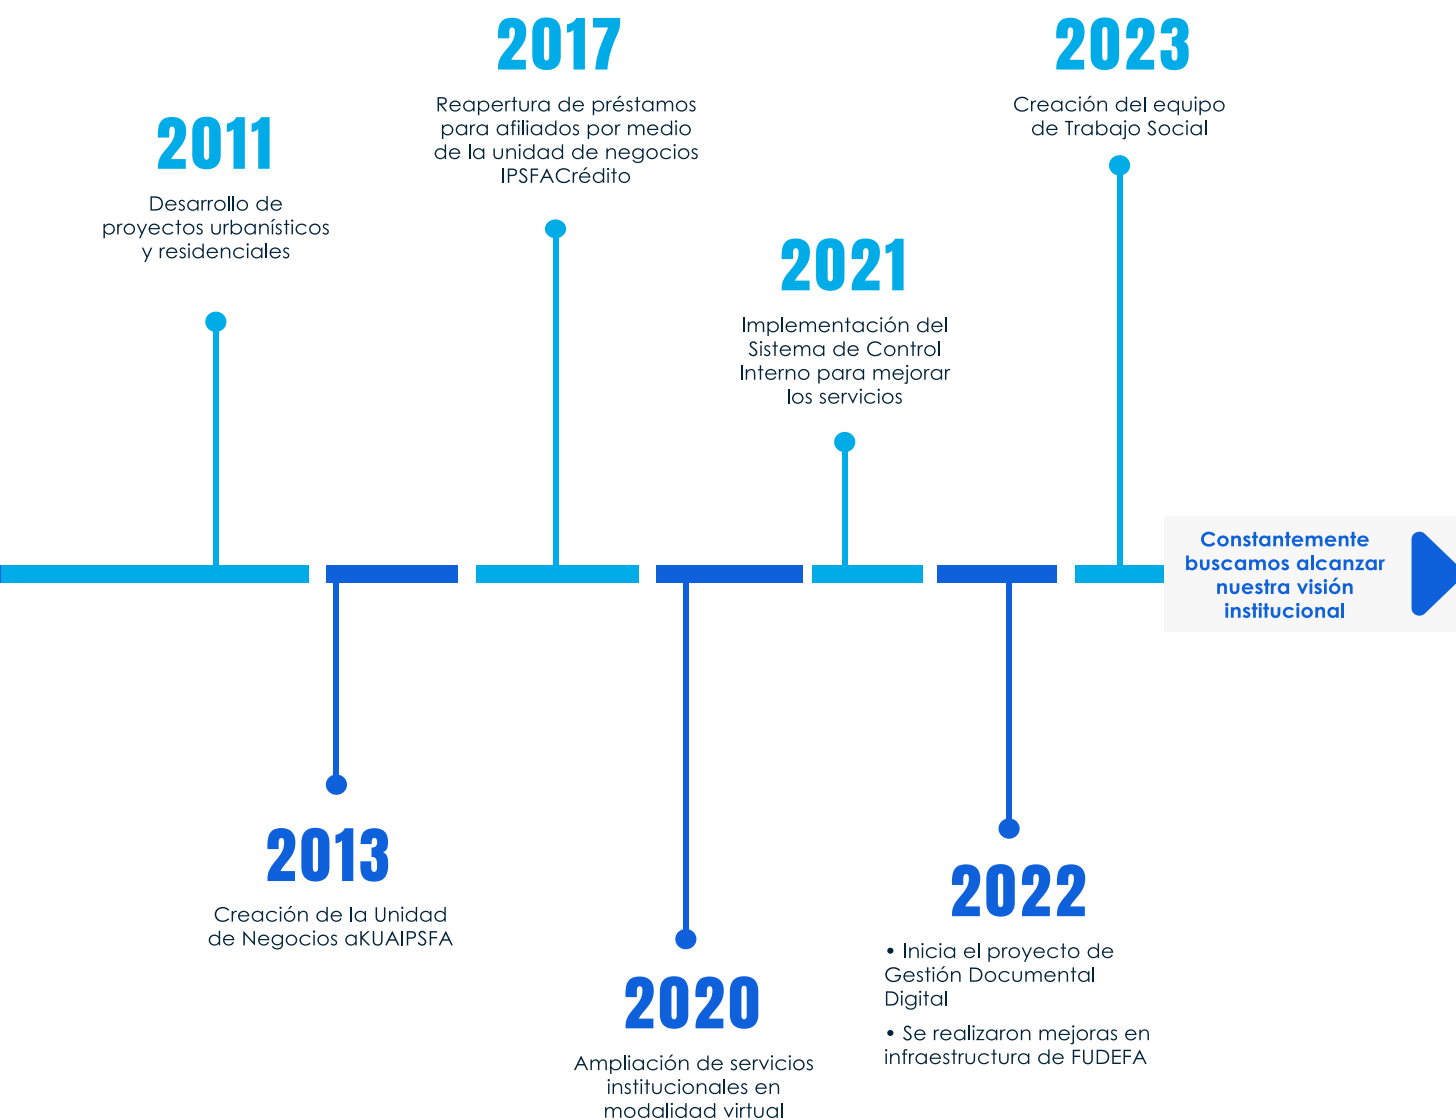 2011
Desarrollo de
proyectos urbanísticos
y residenciales
2013
Creación de la Unidad
de Negocios aKUAIPSFA
2017
Reapertura de préstamos
para afiliados por medio
de la unidad de negocios
IPSFACrédito
2020
Ampliación de servicios
institucionales en
modalidad virtual
2021
Implementación del
Sistema de Control
Interno para mejorar
los servicios
2022
• Inicia el proyecto de
Gestión Documental
Digital
• Se realizaron mejoras en
infraestructura de FUDEFA
2023
Creación del equipo
de Trabajo Social
Constantemente
buscamos alcanzar
nuestra visión
institucional